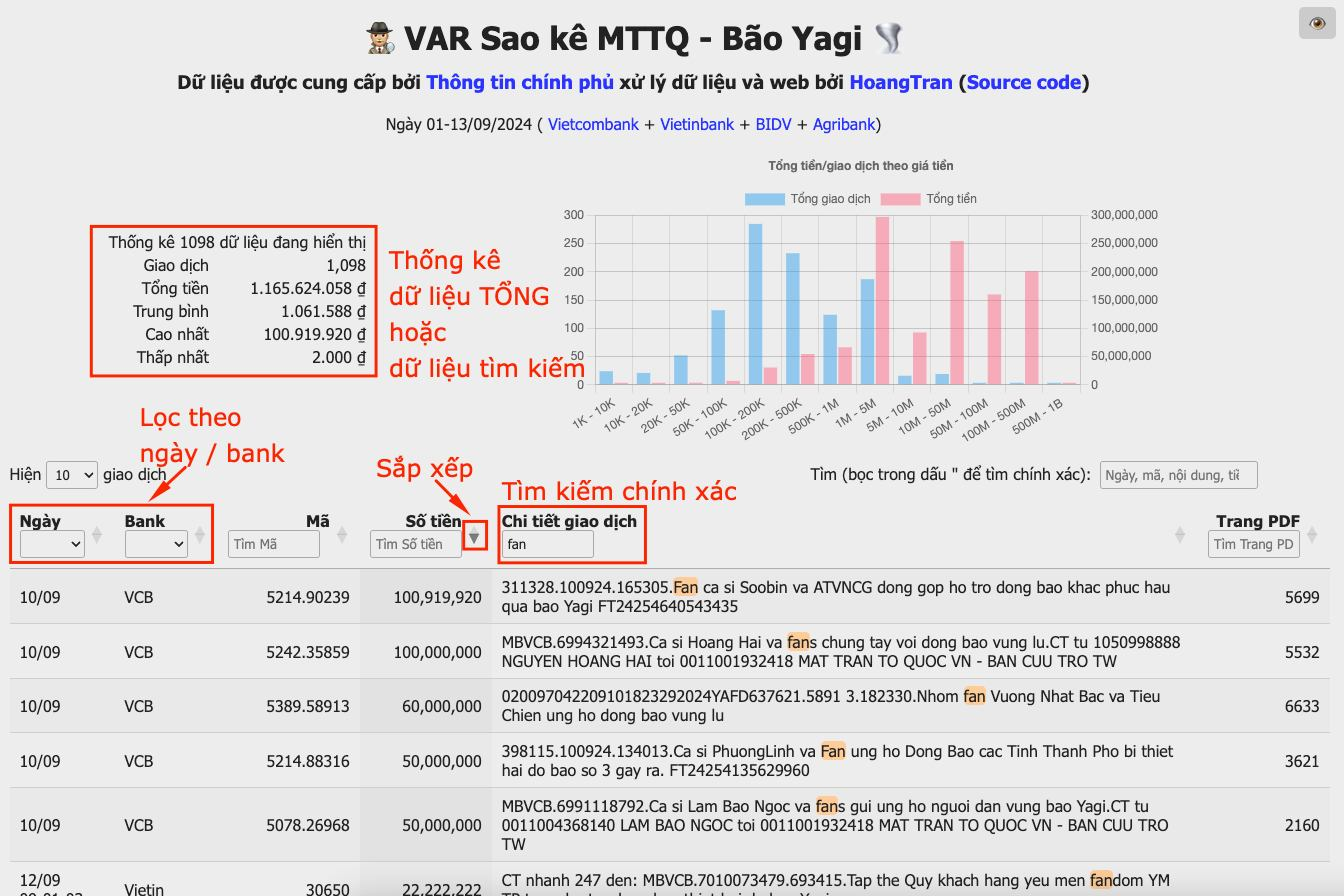 VAR Sao kê MTTQ - Bão Yagi
Dữ liệu được cung cấp bởi Thông tin chính phủ xử lý dữ liệu và web bởi HoangTran (Source code)
Ngày 01-13/09/2024 ( Vietcombank + Vietinbank + BIDV + Agribank)
Thống kê 1098 dữ liệu đang hiển thị
Giao dịch 1,098
Tổng tiền 1.165.624.058 ₫
Trung bình 1.061.588 ₫
Cao nhất 100.919.920 ₫
Thấp nhất 2.000 ₫
Thống kê
dữ liệu TỔNG
hoặc
dữ liệu tìm kiếm
Tổng tiền/giao dịch theo giá tiền
Tổng giao dịch Tổng tiền
300 300,000,000
250 250,000,000
200 200,000,000
150 150,000,000
100 100,000,000
50 50,000,000
0 0
1K - 10K 10K - 20K 20K - 50K 50K - 100K 100K - 200K 200K - 500K 500K - 1M 1M - 5M 5M - 10M 10M - 50M 50M - 100M 100M - 500M 500M - 1B
Lọc theo
ngày / bank
Sắp xếp
Tìm kiếm chính xác
Hiện 10 giao dịch
Tìm (bọc trong dấu " để tìm chính xác): Ngày, mã, nội dung, tiề
Ngày Bank Mã Số tiền Chi tiết giao dịch Trang PDF
Tìm Mã Tìm Số tiền fan Tìm Trang PD
10/09 VCB 5214.90239 100,919,920 311328.100924.165305.Fan ca si Soobin va ATVNCG dong gop ho tro dong bao khac phuc hau 5699
qua bao Yagi FT24254640543435
10/09 VCB 5242.35859 100,000,000 MBVCB.6994321493.Ca si Hoang Hai va fans chung tay voi dong bao vung lu.CT tu 1050998888 5532
NGUYEN HOANG HAI toi 0011001932418 MAT TRAN TO QUOC VN - BAN CUU TRO TW
10/09 VCB 5389.58913 60,000,000 020097042209101823292024YAFD637621.5891 3.182330.Nhom fan Vuong Nhat Bac va Tieu 6633
Chien ung ho dong bao vung lu
10/09 VCB 5214.88316 50,000,000 398115.100924.134013.Ca si PhuongLinh va Fan ung ho Dong Bao cac Tinh Thanh Pho bi thiet 3621
hai do bao so 3 gay ra. FT24254135629960
10/09 VCB 5078.26968 50,000,000 MBVCB.6991118792.Ca si Lam Bao Ngoc va fans gui ung ho nguoi dan vung bao Yagi.CT tu 2160
0011004368140 LAM BAO NGOC toi 0011001932418 MAT TRAN TO QUOC VN - BAN CUU TRO
TW
12/09 Vietin 30650 22,222,222 CT nhanh 247 den: MBVCB.7010073479.693415.Tap the Quy khach hang yeu men fandom YM